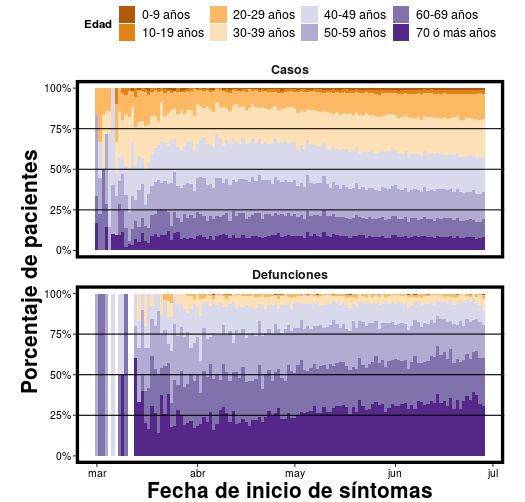 Edad
0-9 años 20-29 años 40-49 años 60-69 años
10-19 años 30-39 años 50-59 años 70 ó más años
Casos
100%
75%
50%
25%
0%
Defunciones
100%
75%
50%
25%
0%
mar abr may jun jul
Porcentaje de pacientes
Fecha de inicio de síntomas